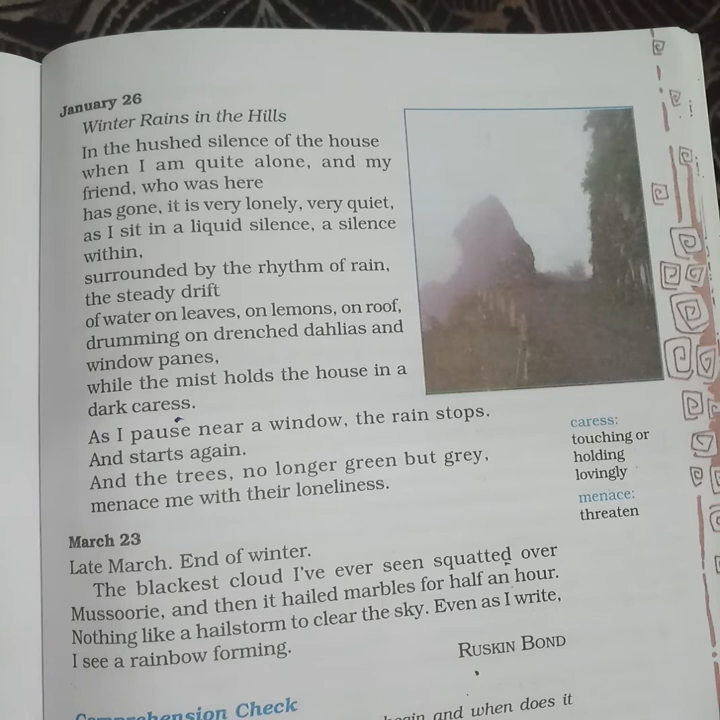 January 26
Winter Rains in the Hills
In the hushed silence of the house
when I am quite alone, and my
friend, who was here
has gone, it is very lonely, very quiet,
as I sit in a liquid silence, a silence
within,
surrounded by the rhythm of rain,
the steady drift
of water on leaves, on lemons, on roof,
drumming on drenched dahlias and
window panes,
while the mist holds the house in a
dark caress.
As I pause near a window, the rain stops.
And starts again.
And the trees, no longer green but grey,
menace me with their loneliness.
caress:
touching or
holding
lovingly
menace:
threaten
March 23
Late March. End of winter.
The blackest cloud I've ever seen squatted over
Mussoorie, and then it hailed marbles for half an hour.
Nothing like a hailstorm to clear the sky. Even as I write,
I see a rainbow forming.
RUSKIN BOND
Comprehension Check
and when does it